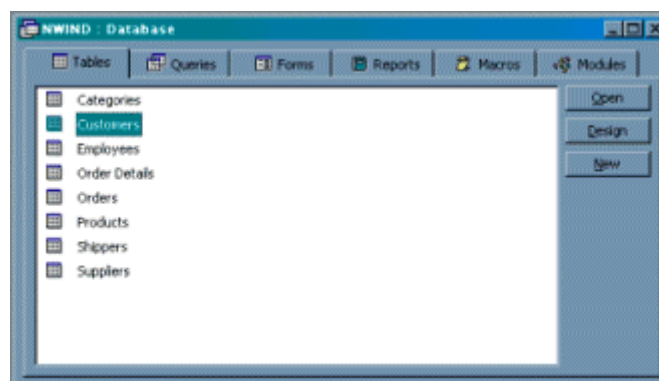 NWIND : Database
Tables Queries Forms Reports Macros Modules
Categories
Customers
Employees
Order Details
Orders
Products
Shippers
Suppliers
Open
Design
New